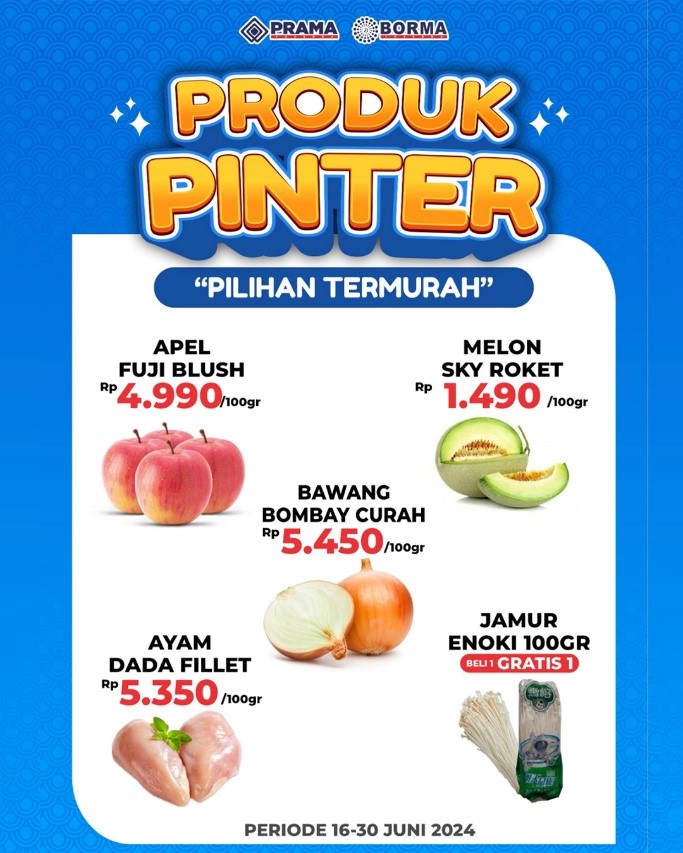 PRAMA
BORMA
PRODUK
PINTER
“PILIHAN TERMURAH”
APEL
FUJI BLUSH
Rp 4.990/100gr
MELON
SKY ROKET
Rp 1.490 /100gr
BAWANG
BOMBAY CURAH
Rp 5.450/100gr
AYAM
DADA FILLET
Rp 5.350 /100gr
JAMUR
ENOKI 100GR
BELI 1 GRATIS 1
PERIODE 16-30 JUNI 2024